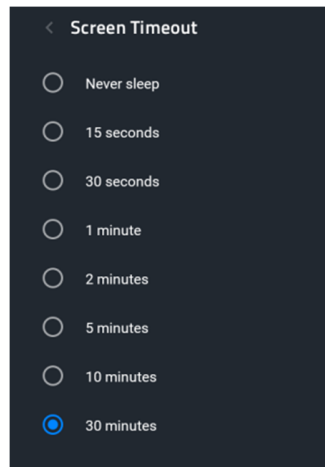 Screen Timeout
Never sleep
15 seconds
30 seconds
1 minute
2 minutes
5 minutes
10 minutes
30 minutes